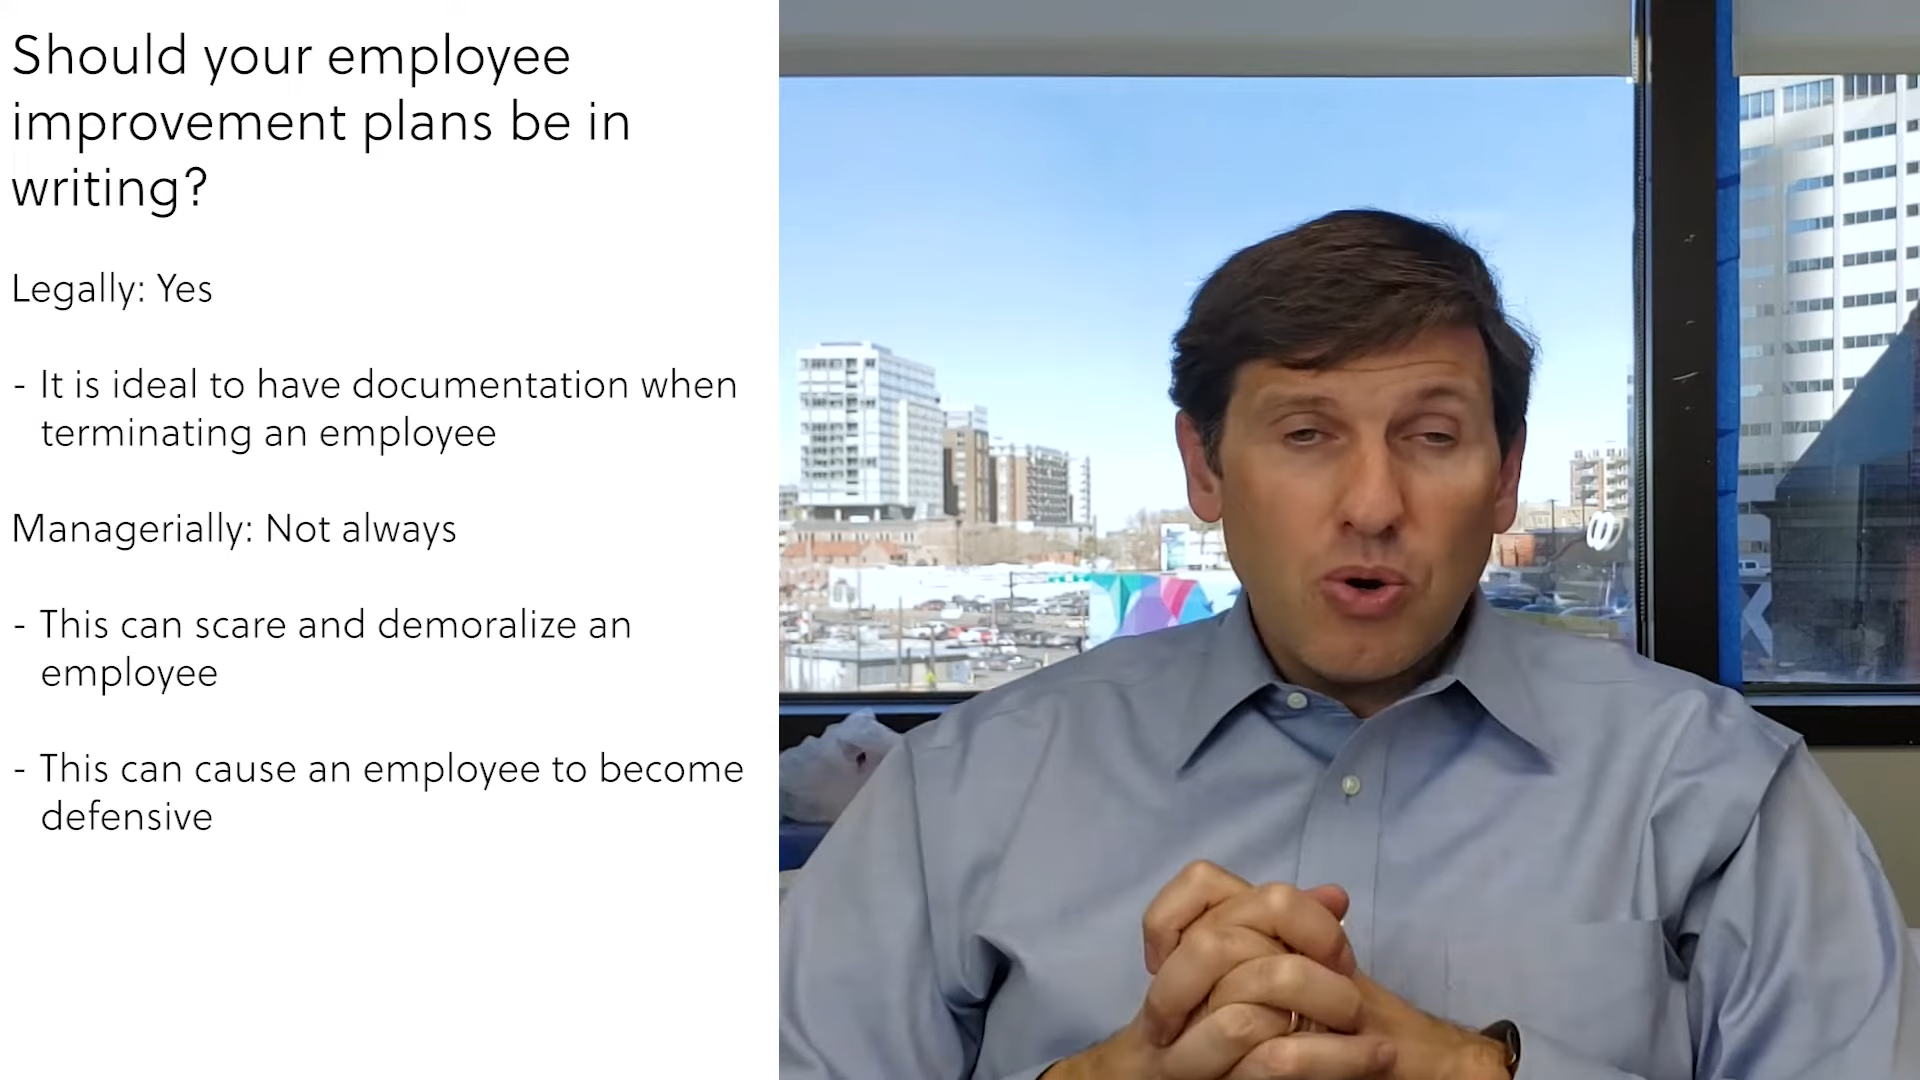 Should your employee
improvement plans be in
writing?
Legally: Yes
- It is ideal to have documentation when
terminating an employee
Managerially: Not always
- This can scare and demoralize an
employee
- This can cause an employee to become
defensive